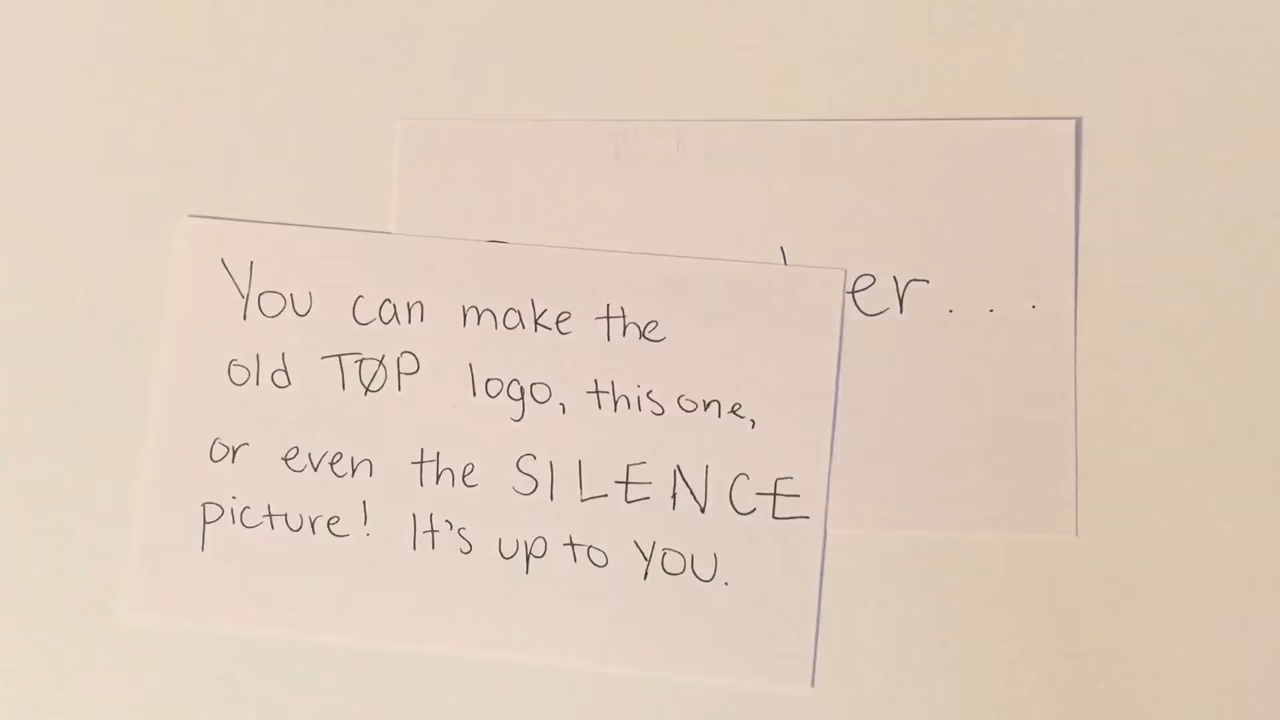 er...
You can make the
old TØP logo, this one,
or even the SILENCE
picture! It's up to YOU.